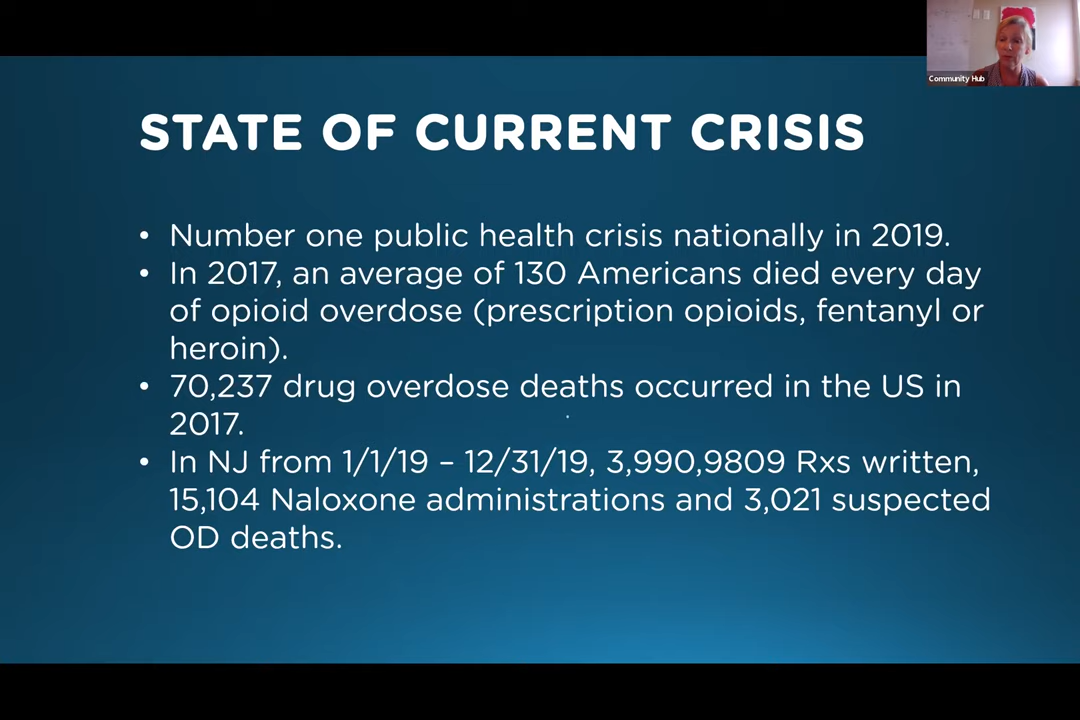 Community Hub
STATE OF CURRENT CRISIS
• Number one public health crisis nationally in 2019.
• In 2017, an average of 130 Americans died every day
of opioid overdose (prescription opioids, fentanyl or
heroin).
• 70,237 drug overdose deaths occurred in the US in
2017.
• In NJ from 1/1/19 – 12/31/19, 3,990,9809 Rxs written,
15,104 Naloxone administrations and 3,021 suspected
OD deaths.